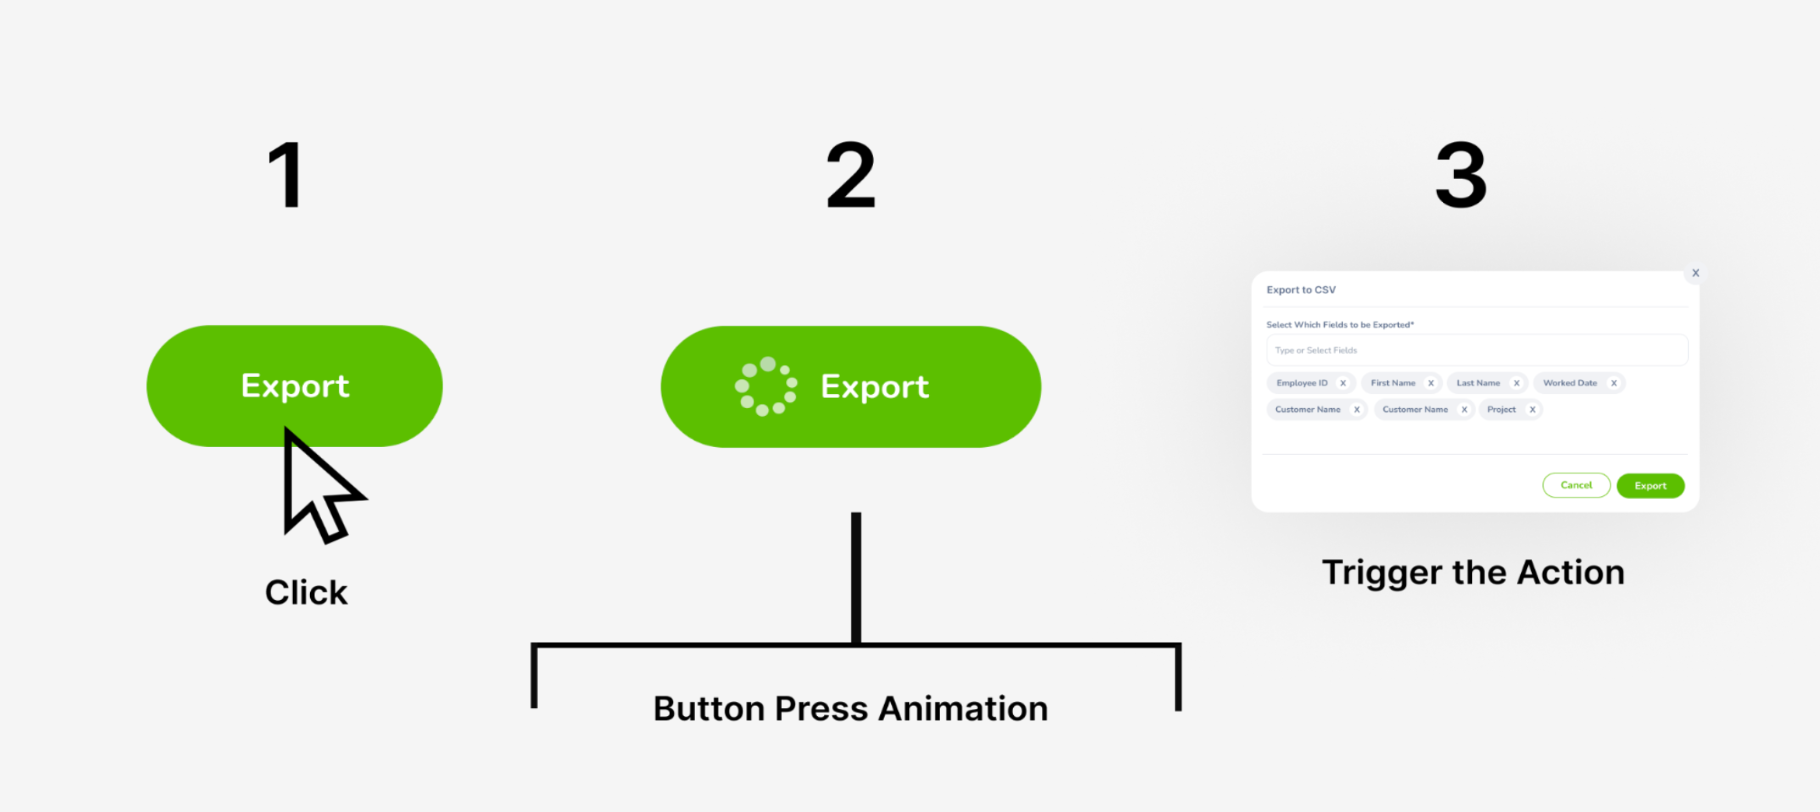 1
2
3
Export
Export
Click
Button Press Animation
X
Export to CSV
Select Which Fields to be Exported*
Type or Select Fields
Employee ID X First Name X Last Name X Worked Date X
Customer Name X Customer Name X Project X
Cancel Export
Trigger the Action